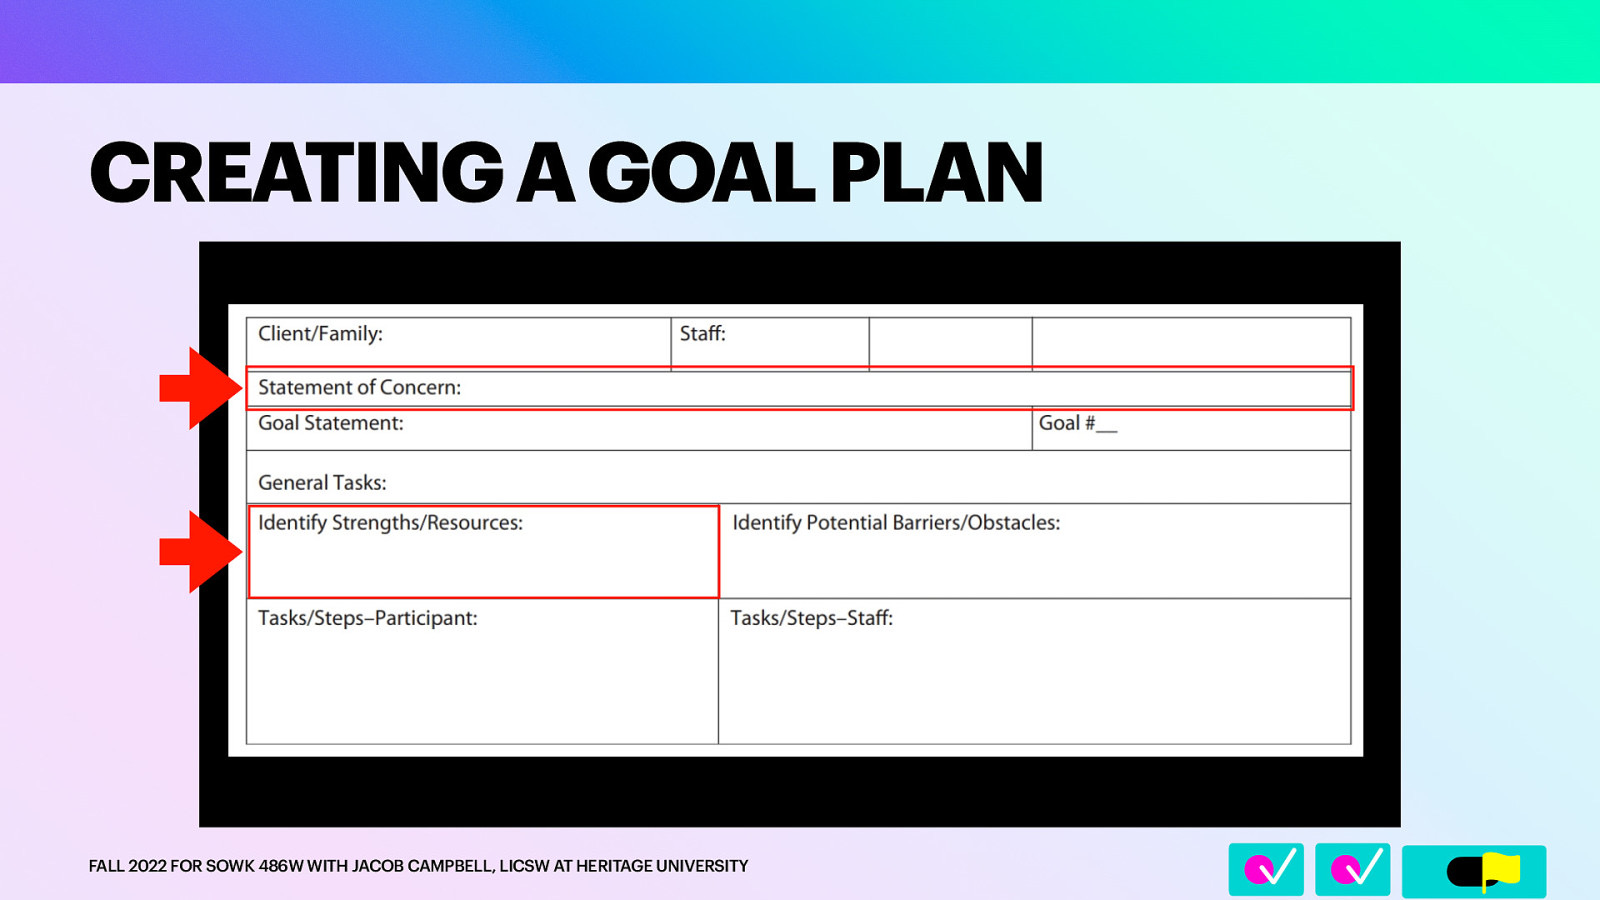 CREATING A GOAL PLAN
Client/Family:
Staff:
Statement of Concern:
Goal Statement:
Goal #__
General Tasks:
Identify Strengths/Resources:
Identify Potential Barriers/Obstacles:
Tasks/Steps–Participant:
Tasks/Steps–Staff:
FALL 2022 FOR SOWK 486W WITH JACOB CAMPBELL, LICSW AT HERITAGE UNIVERSITY